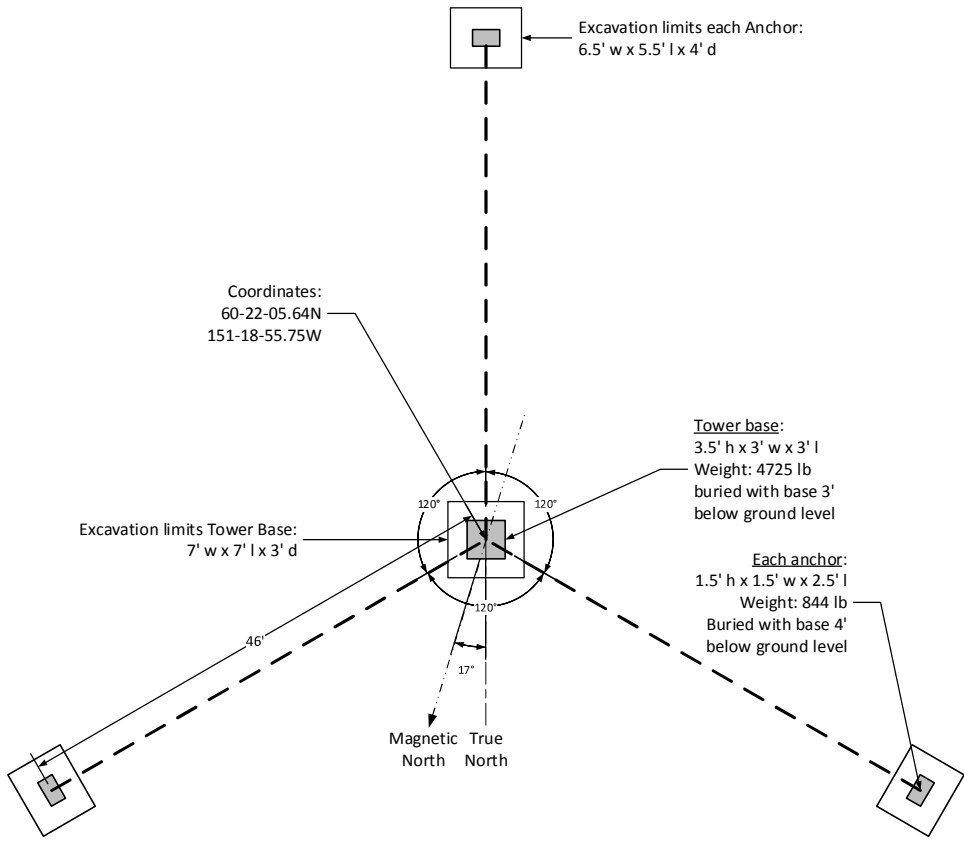 Excavation limits each Anchor:
6.5' w x 5.5' l x 4' d
Coordinates:
60-22-05.64N
151-18-55.75W
Tower base:
3.5' h x 3' w x 3' l
Weight: 4725 lb
buried with base 3'
below ground level
120°
120°
Excavation limits Tower Base:
7' w x 7' l x 3' d
Each anchor:
1.5' h x 1.5' w x 2.5' l
Weight: 844 lb
Buried with base 4'
below ground level
120°
46'
17°
Magnetic
North
True
North